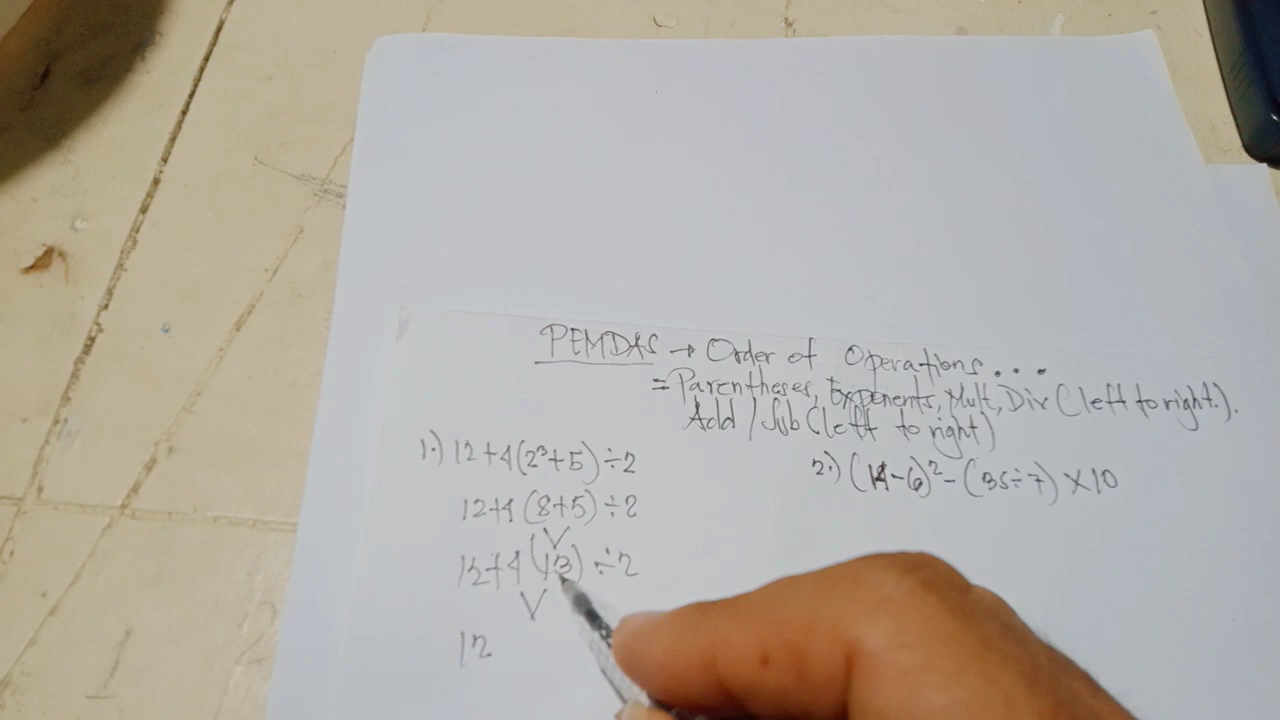 PEMDAS → Order of Operations...
= Parentheses, Exponents, Mult, Div (left to right).
Add / Sub (left to right)
1.) 12+4(2³+5)÷2
12+4(8+5)÷2
12+4(13)÷2
12
2.) (14-6)²-(35÷7)×10